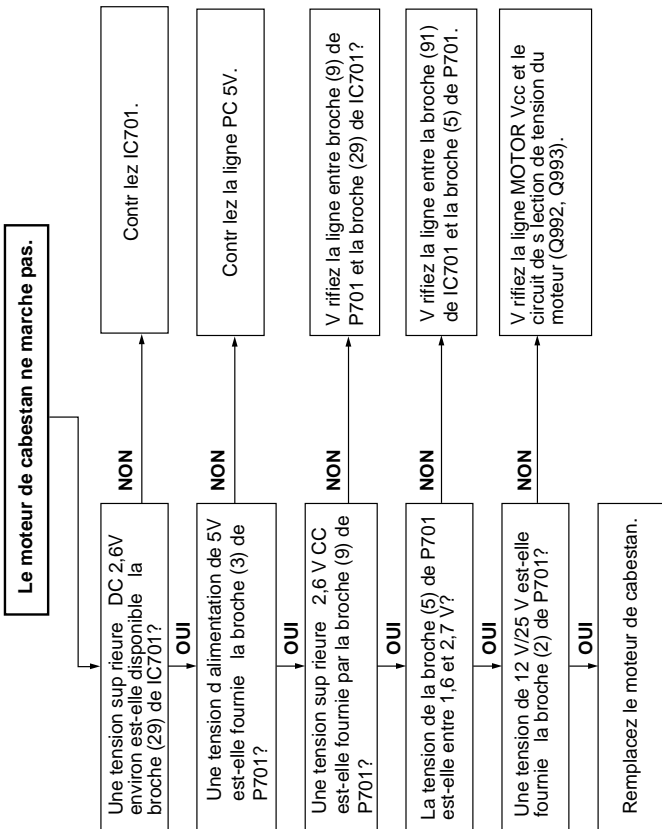 Le moteur de cabestan ne marche pas.
Une tension sup rieure DC 2,6V
environ est-elle disponible la
broche (29) de IC701?
NON
Contr lez IC701.
OUI
Une tension d alimentation de 5V
est-elle fournie la broche (3) de
P701?
NON
Contr lez la ligne PC 5V.
OUI
Une tension sup rieure 2,6 V CC
est-elle fournie par la broche (9) de
P701?
NON
V rifiez la ligne entre broche (9) de
P701 et la broche (29) de IC701?
OUI
La tension de la broche (5) de P701
est-elle entre 1,6 et 2,7 V?
NON
V rifiez la ligne entre la broche (91)
de IC701 et la broche (5) de P701.
OUI
Une tension de 12 V/25 V est-elle
fournie la broche (2) de P701?
NON
V rifiez la ligne MOTOR Vcc et le
circuit de s lection de tension du
moteur (Q992, Q993).
OUI
Remplacez le moteur de cabestan.